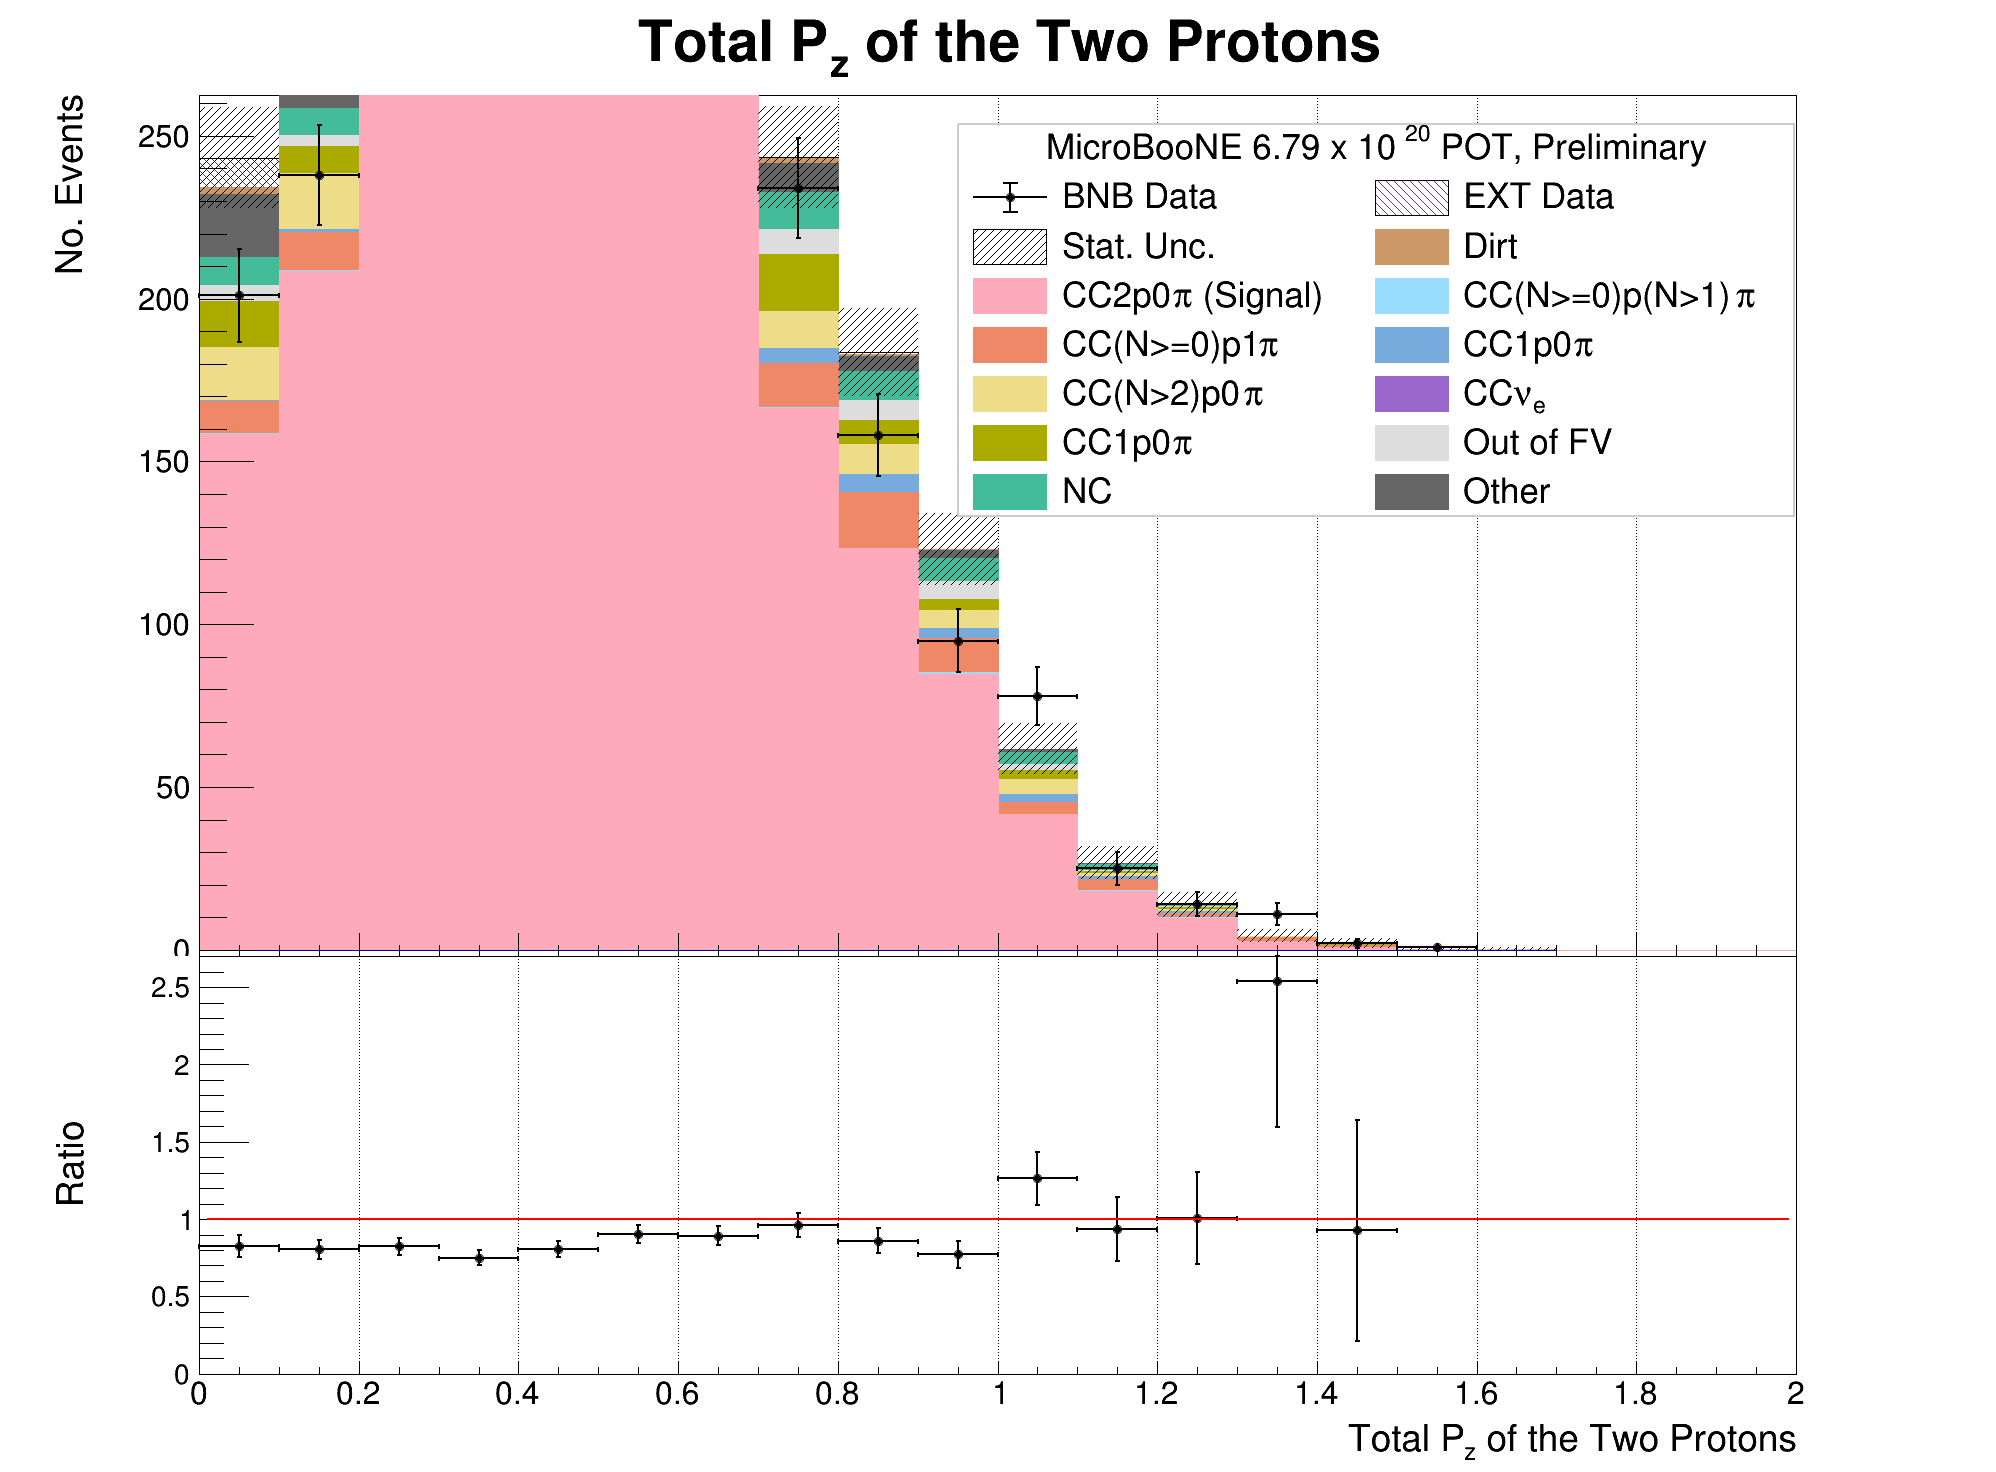 Total Pz of the Two Protons
No. Events
250
200
150
100
50
0
MicroBooNE 6.79 x 10 20 POT, Preliminary
BNB Data
EXT Data
Stat. Unc.
Dirt
CC2p0π (Signal)
CC(N>=0)p(N>1)π
CC(N>=0)p1π
CC1p0π
CC(N>2)p0π
CCνe
CC1p0π
Out of FV
NC
Other
Ratio
2.5
2
1.5
1
0.5
0
0 0.2 0.4 0.6 0.8 1 1.2 1.4 1.6 1.8 2
Total Pz of the Two Protons